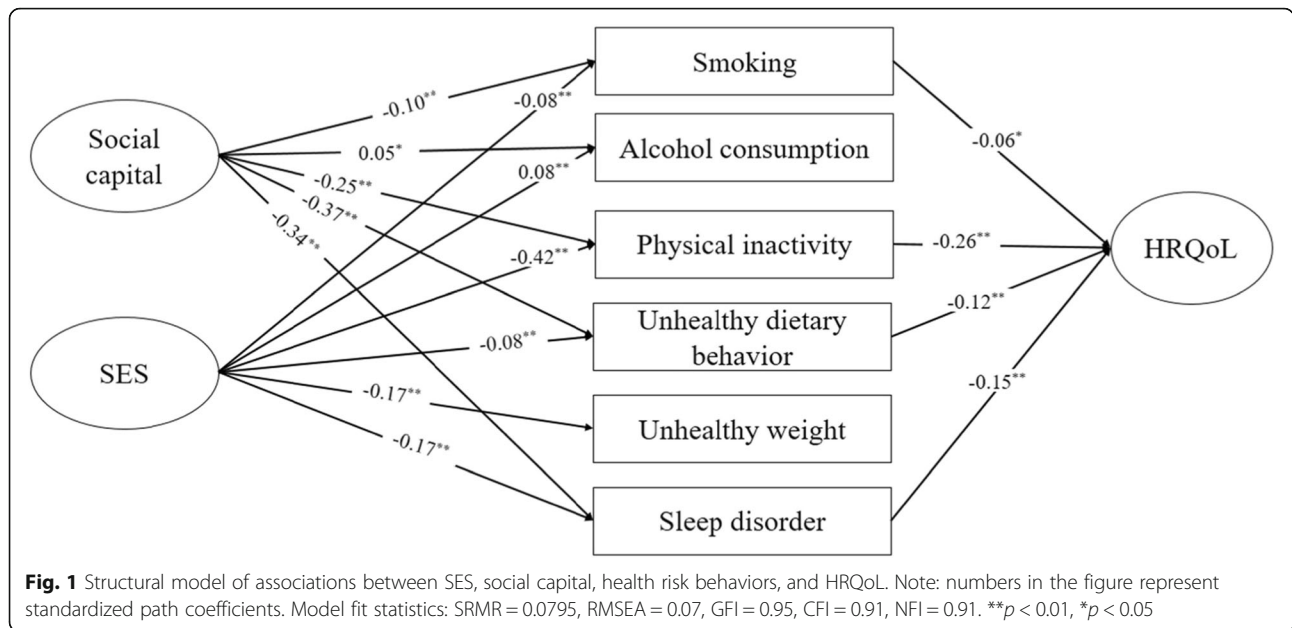 Social
capital
SES
-0.10**
0.05*
-0.25**
-0.37**
-0.34**
-0.08**
0.08**
-0.42**
-0.08**
-0.17**
-0.17**
Smoking
Alcohol consumption
Physical inactivity
Unhealthy dietary
behavior
Unhealthy weight
Sleep disorder
-0.06*
-0.26**
-0.12**
-0.15**
HRQoL
Fig. 1 Structural model of associations between SES, social capital, health risk behaviors, and HRQoL. Note: numbers in the figure represent
standardized path coefficients. Model fit statistics: SRMR = 0.0795, RMSEA = 0.07, GFI = 0.95, CFI = 0.91, NFI = 0.91. **p < 0.01, *p < 0.05